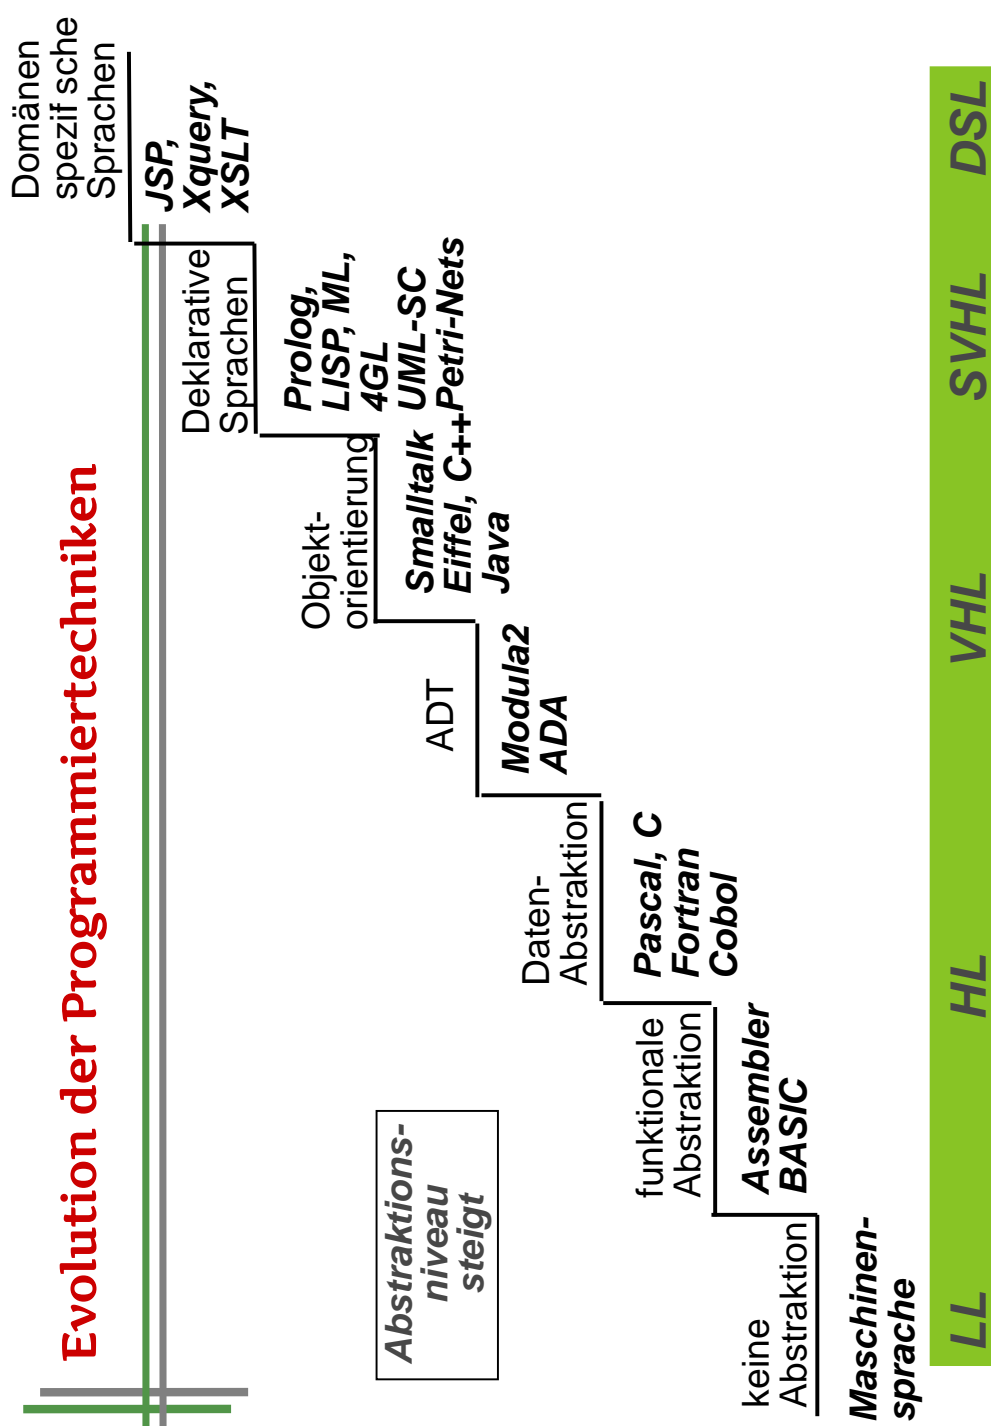 Evolution der Programmiertechniken
Domänen
spezif sche
Sprachen
JSP,
Xquery,
XSLT
Deklarative
Sprachen
Prolog,
LISP, ML,
4GL
UML-SC
Petri-Nets
Objekt-
orientierung
Smalltalk
Eiffel, C++
Java
ADT
Modula2
ADA
Daten-
Abstraktion
Pascal, C
Fortran
Cobol
funktionale
Abstraktion
Assembler
BASIC
Abstraktions-
niveau
steigt
keine
Abstraktion
Maschinen-
sprache
LL HL VHL SVHL DSL